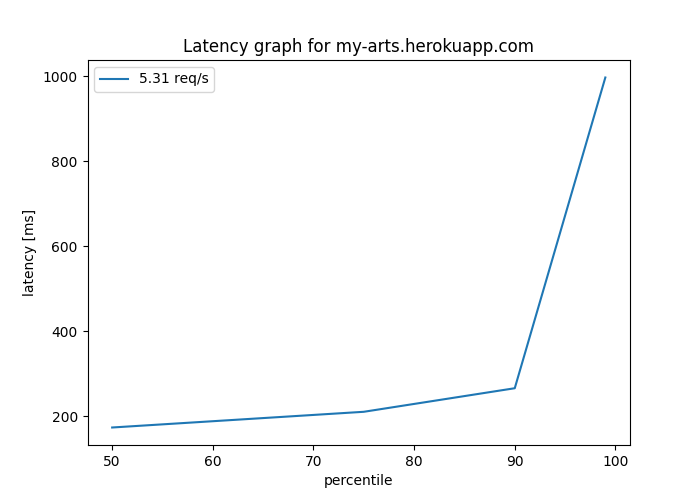 Latency graph for my-arts.herokuapp.com
5.31 req/s
1000
800
600
400
200
latency [ms]
50 60 70 80 90 100
percentile